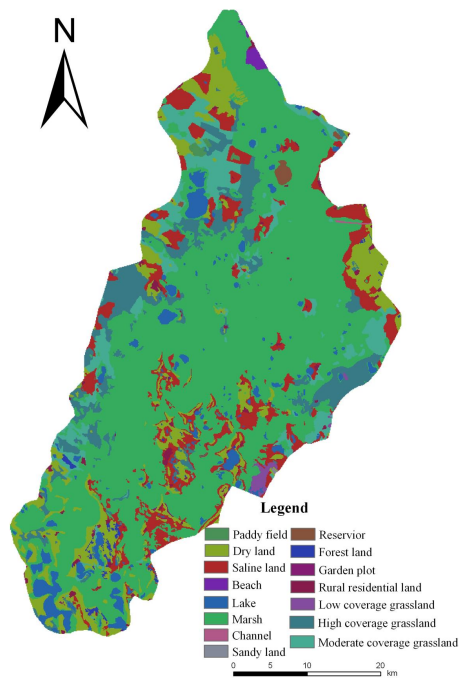 N
Legend
Paddy field
Dry land
Saline land
Beach
Lake
Marsh
Channel
Sandy land
Reservior
Forest land
Garden plot
Rural residential land
Low coverage grassland
High coverage grassland
Moderate coverage grassland
0 5 10 20
km